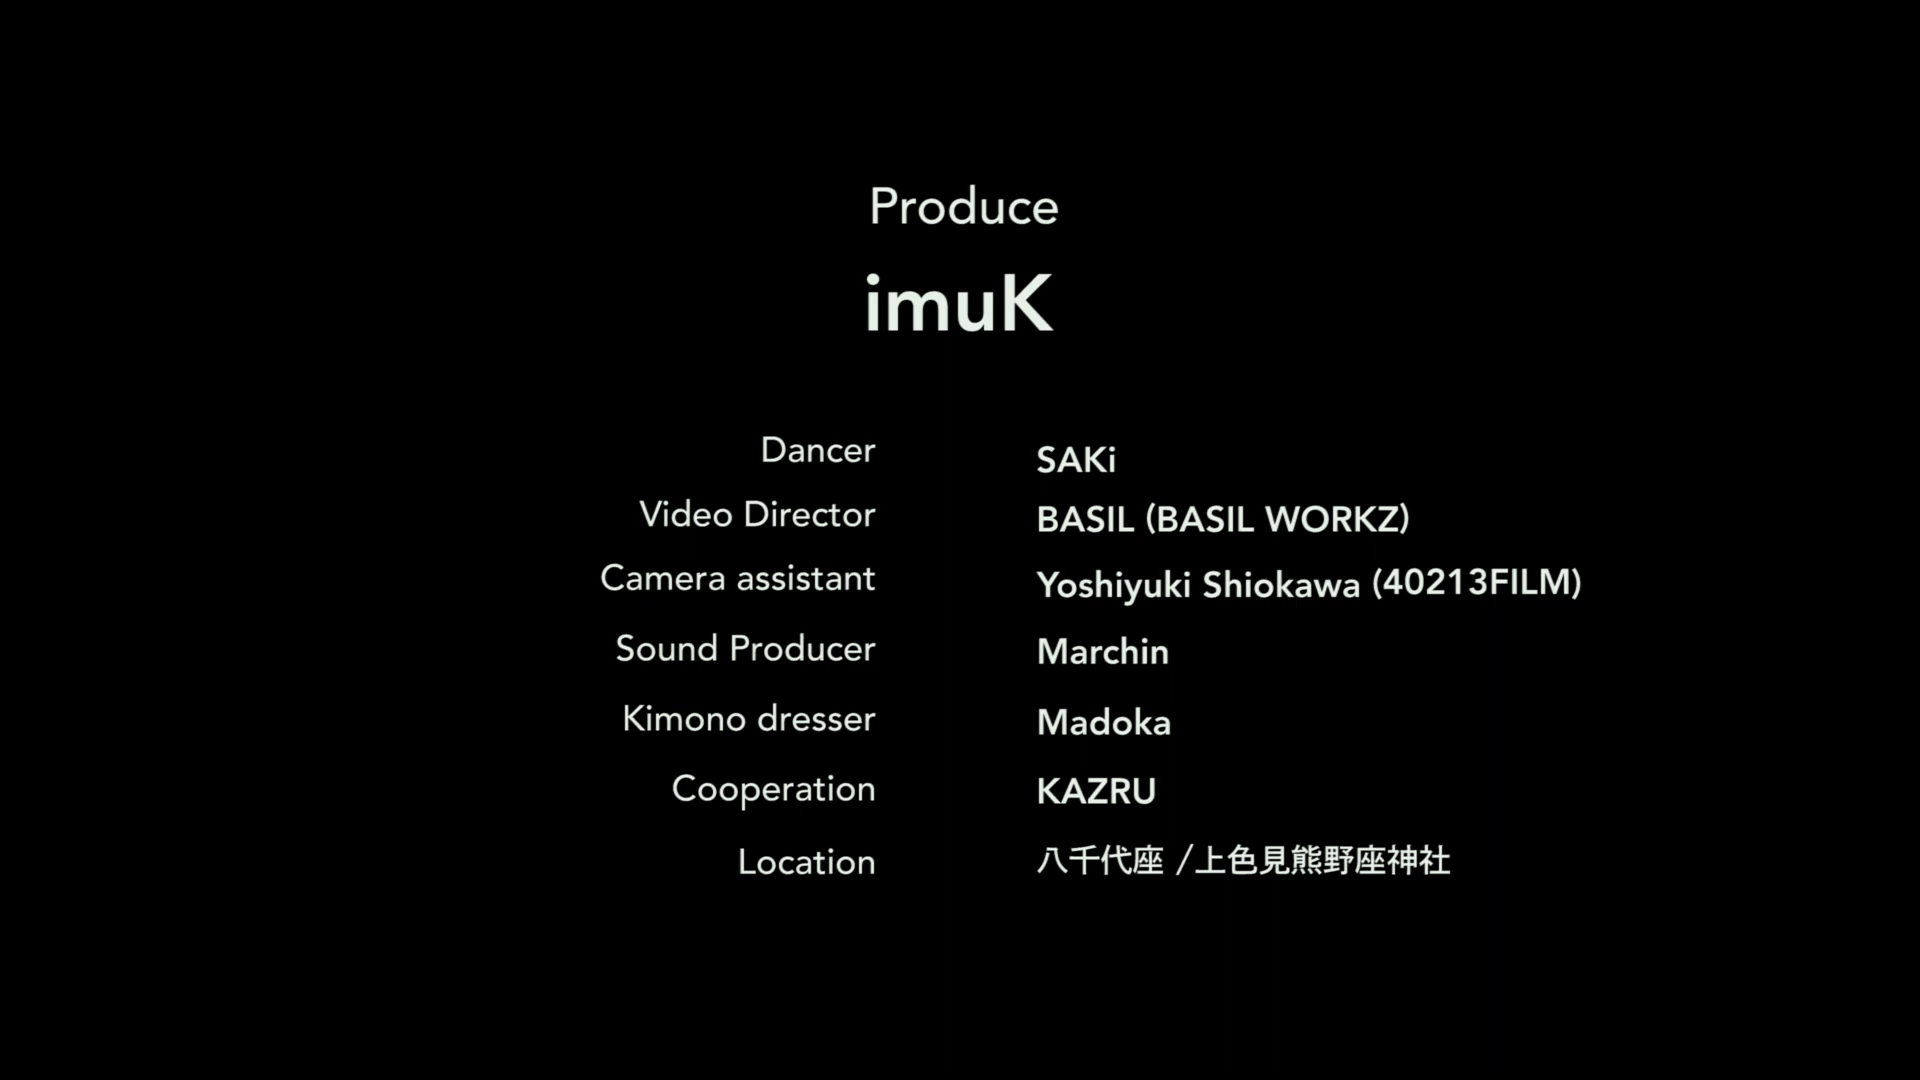 Produce
imuK
Dancer SAKi
Video Director BASIL (BASIL WORKZ)
Camera assistant Yoshiyuki Shiokawa (40213FILM)
Sound Producer Marchin
Kimono dresser Madoka
Cooperation KAZRU
Location 八千代座 /上色見熊野座神社